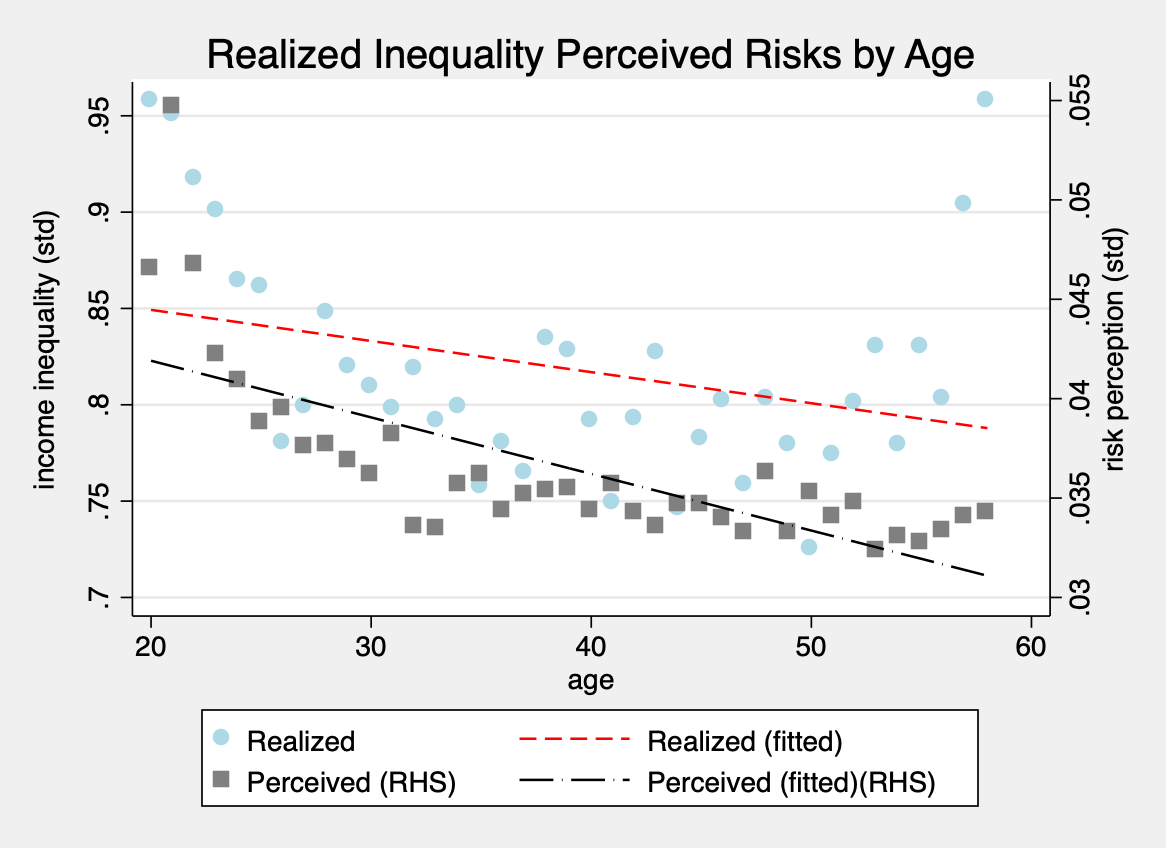 Realized Inequality Perceived Risks by Age
.95
.9
.85
.8
.75
.7
income inequality (std)
.055
.05
.045
.04
.035
.03
risk perception (std)
20 30 40 50 60
age
Realized Realized (fitted)
Perceived (RHS) Perceived (fitted)(RHS)